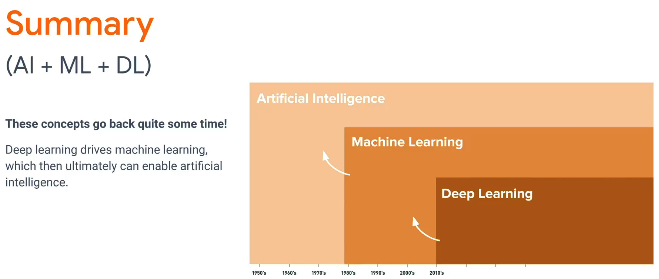 Summary
(AI + ML + DL)
These concepts go back quite some time!
Deep learning drives machine learning,
which then ultimately can enable artificial
intelligence.
Artificial Intelligence
Machine Learning
Deep Learning
1950's 1960's 1970's 1980's 1990's 2000's 2010's